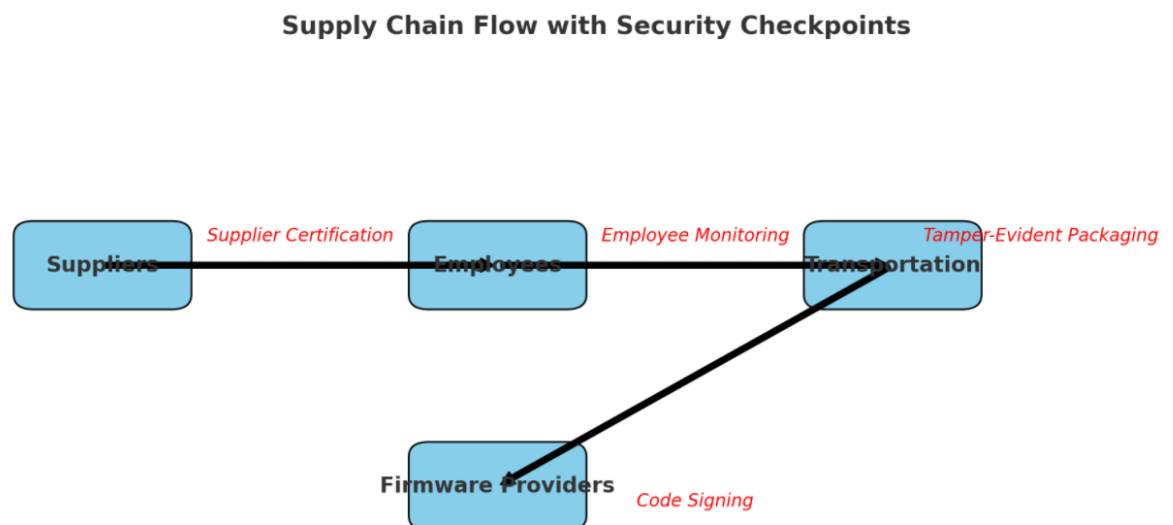 Supply Chain Flow with Security Checkpoints
Supplier Certification
Employee Monitoring
Tamper-Evident Packaging
Suppliers
Employees
Transportation
Firmware Providers
Code Signing